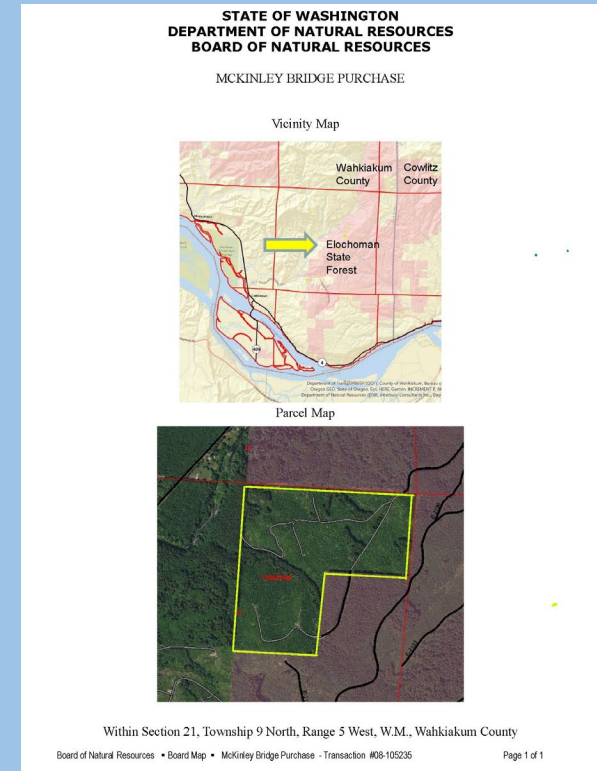 STATE OF WASHINGTON
DEPARTMENT OF NATURAL RESOURCES
BOARD OF NATURAL RESOURCES
MCKINLEY BRIDGE PURCHASE
Vicinity Map
Wahkiakum County
Cowlitz County
Elochoman
State
Forest
409
4
Parcel Map
Within Section 21, Township 9 North, Range 5 West, W.M., Wahkiakum County
Board of Natural Resources ▪ Board Map ▪ McKinley Bridge Purchase - Transaction #08-105235
Page 1 of 1